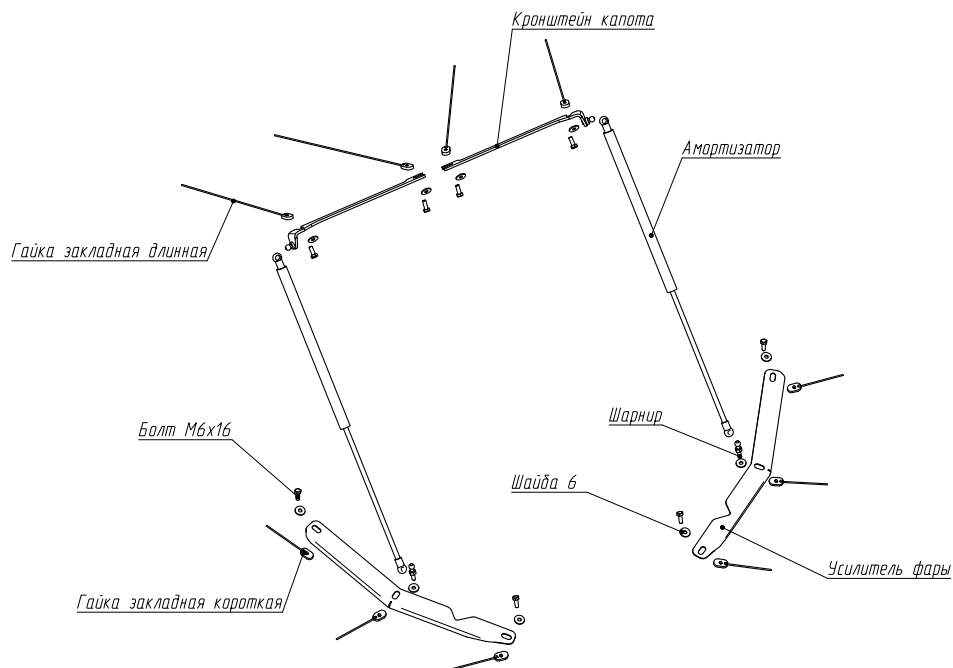 Кронштейн капота
Амортизатор
Гайка закладная длинная
Шарнир
Болт М6х16
Шайба 6
Усилитель фары
Гайка закладная короткая